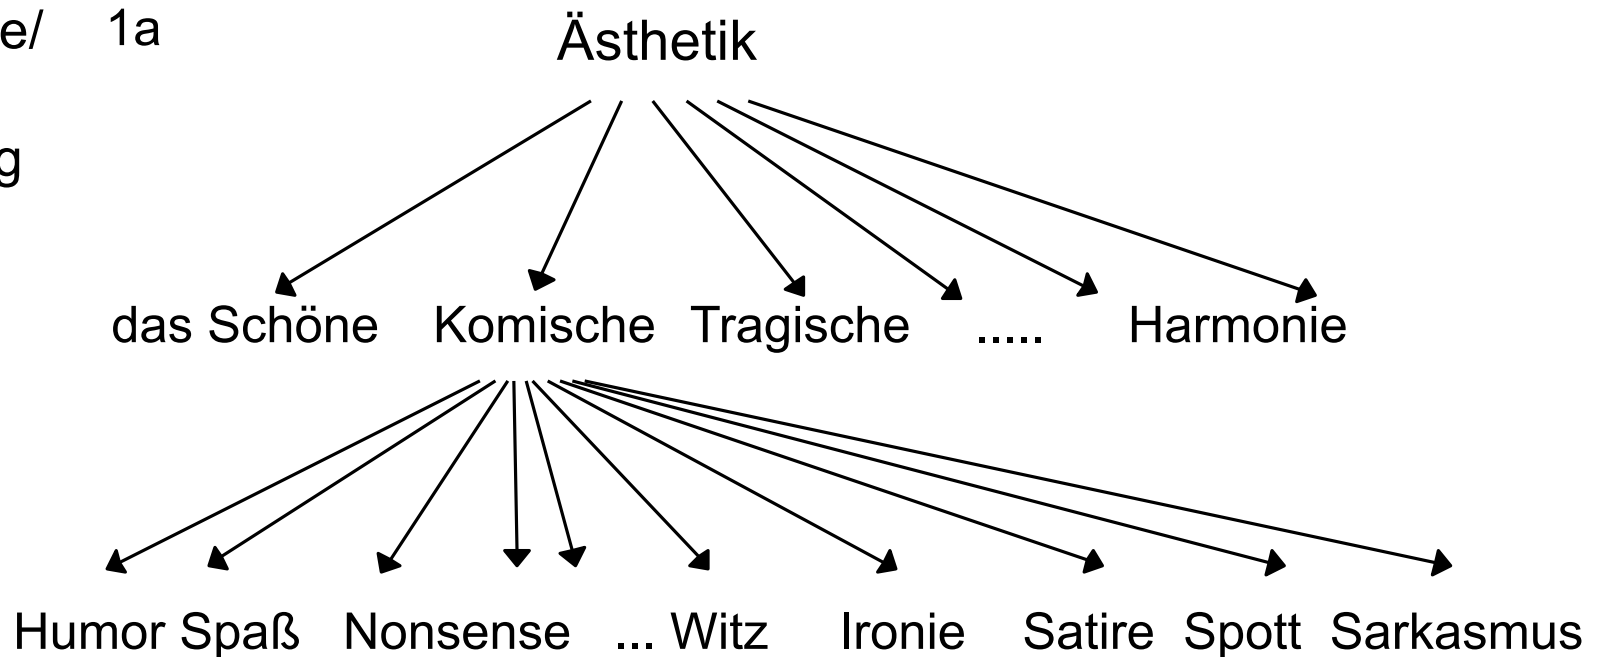 e/ 1a Ästhetik
g
das Schöne Komische Tragische ..... Harmonie
Humor Spaß Nonsense ... Witz Ironie Satire Spott Sarkasmus